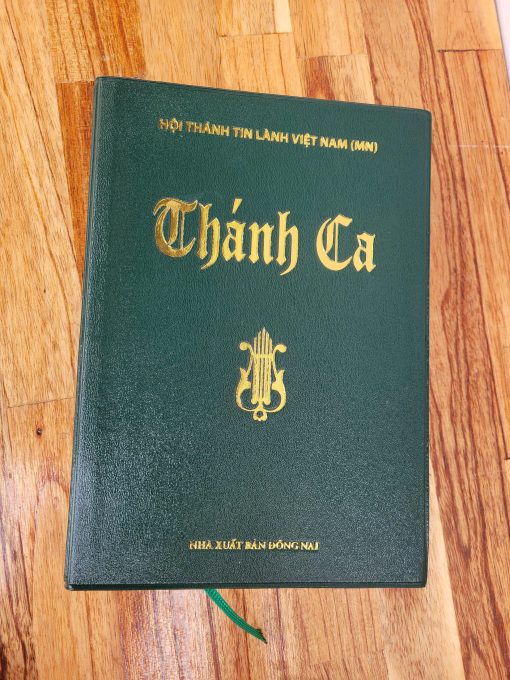 HỘI THÁNH TIN LÀNH VIỆT NAM (MN)
Thánh Ca
NHÀ XUẤT BẢN ĐỒNG NAI